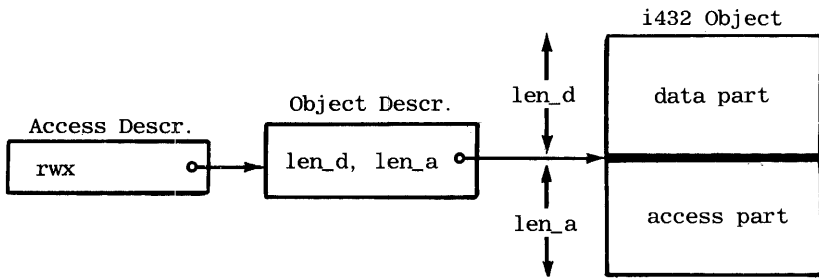 i432 Object
len_d
data part
Object Descr.
Access Descr.
len_d, len_a
rwx
len_a
access part